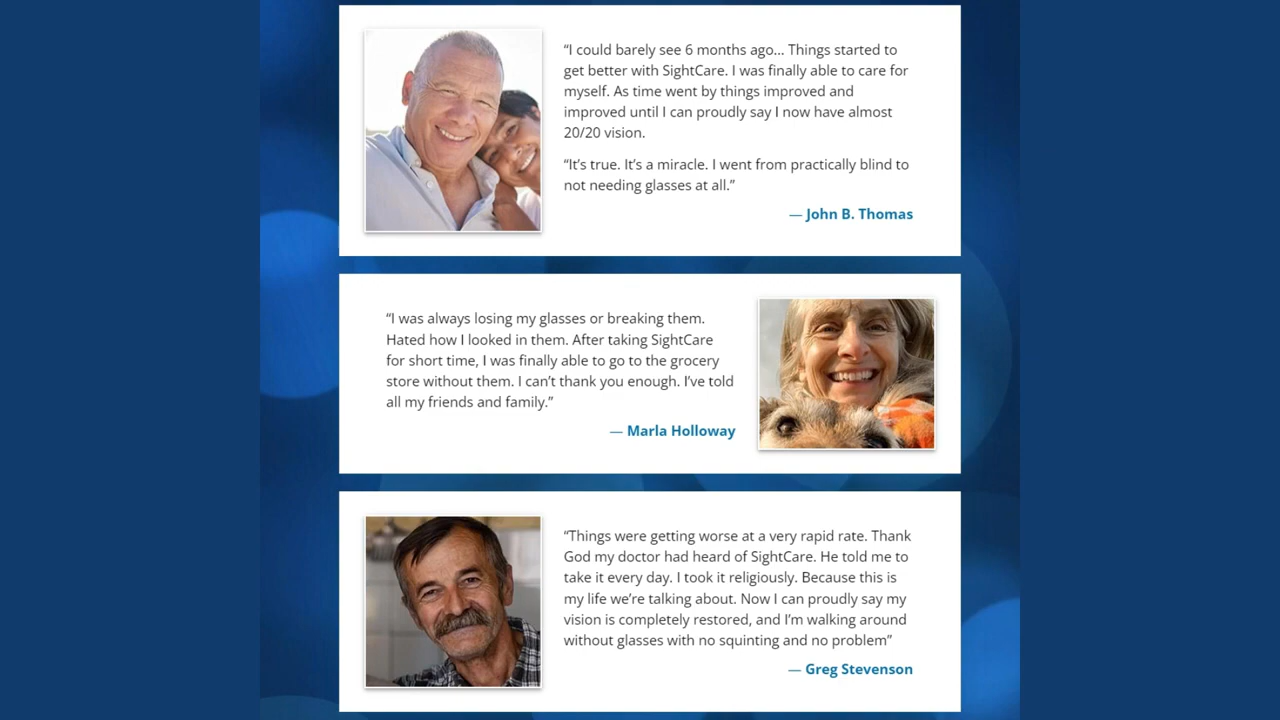 “I could barely see 6 months ago... Things started to
get better with SightCare. I was finally able to care for
myself. As time went by things improved and
improved until I can proudly say I now have almost
20/20 vision.
“It’s true. It’s a miracle. I went from practically blind to
not needing glasses at all.”
— John B. Thomas
“I was always losing my glasses or breaking them.
Hated how I looked in them. After taking SightCare
for short time, I was finally able to go to the grocery
store without them. I can’t thank you enough. I’ve told
all my friends and family.”
— Marla Holloway
“Things were getting worse at a very rapid rate. Thank
God my doctor had heard of SightCare. He told me to
take it every day. I took it religiously. Because this is
my life we’re talking about. Now I can proudly say my
vision is completely restored, and I’m walking around
without glasses with no squinting and no problem”
— Greg Stevenson